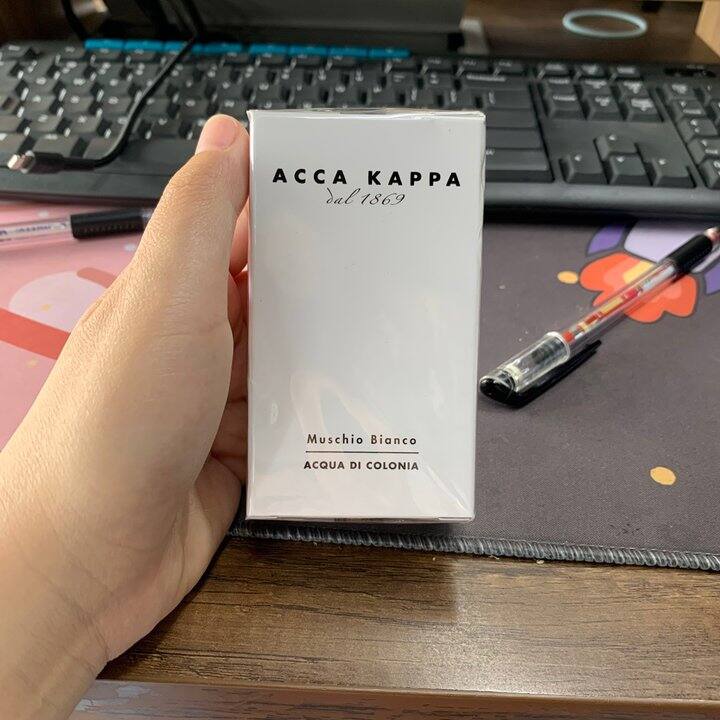 ACCA KAPPA
dal 1869
Muschio Bianco
ACQUA DI COLONIA